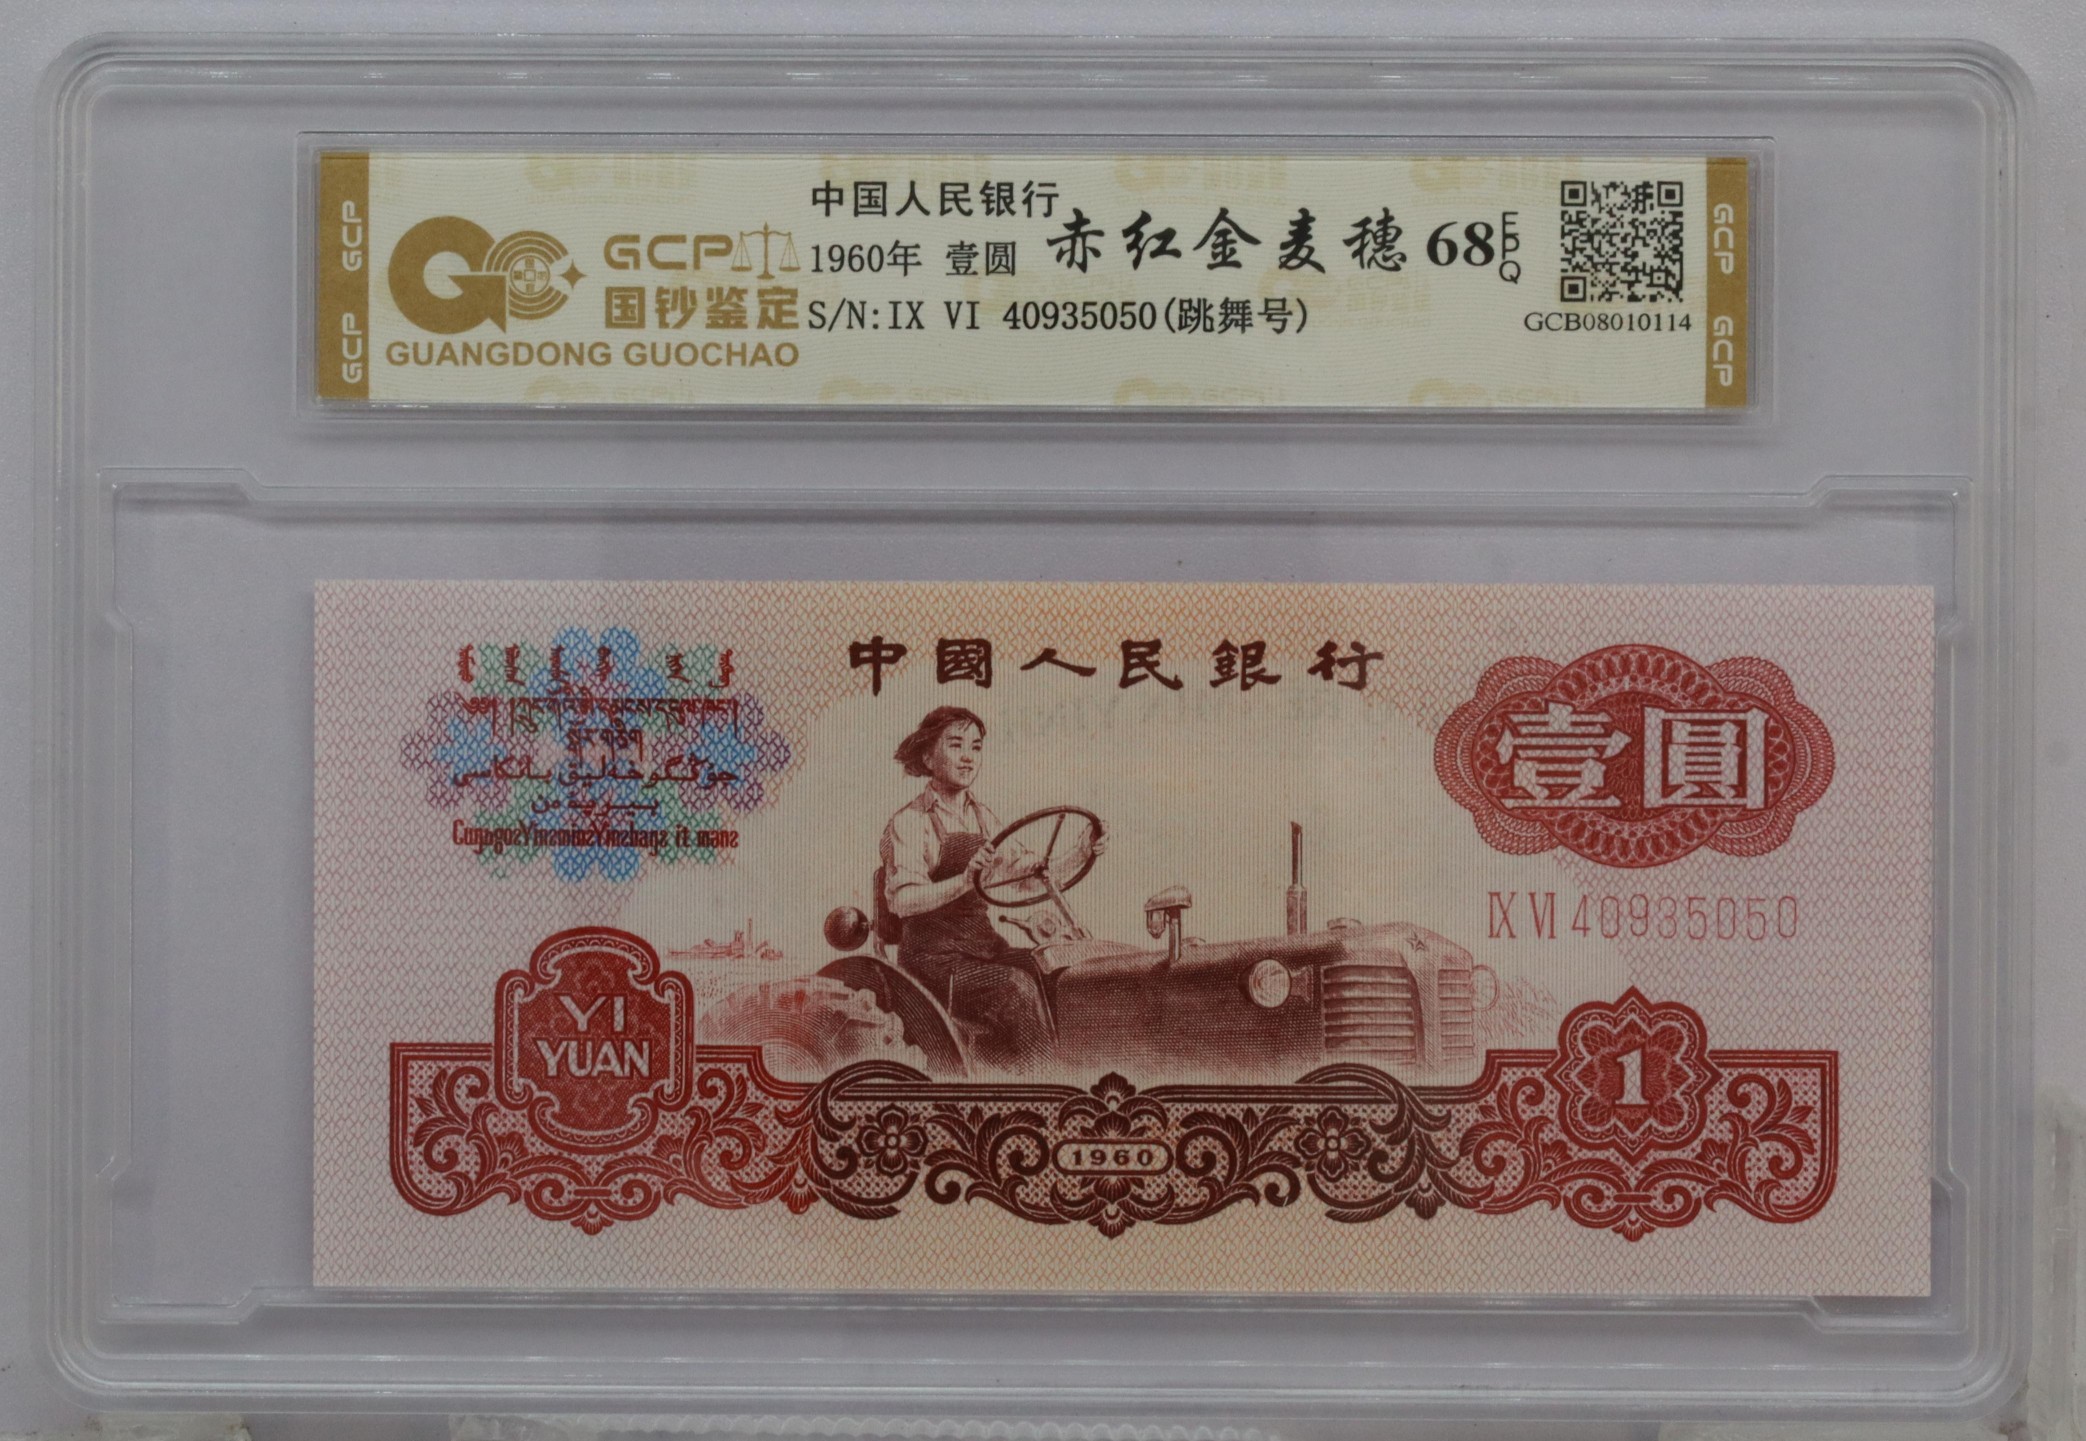 GCP GCP
中国人民银行
1960年 壹圆
赤红金麦穗 68 EPQ
S/N:IX VI 40935050(跳舞号)
GCP
国钞鉴定
GUANGDONG GUOCHAO
GCB08010114
GCP GCP
中國人民銀行
壹圓
IX VI 40935050
YI
YUAN
1
1960